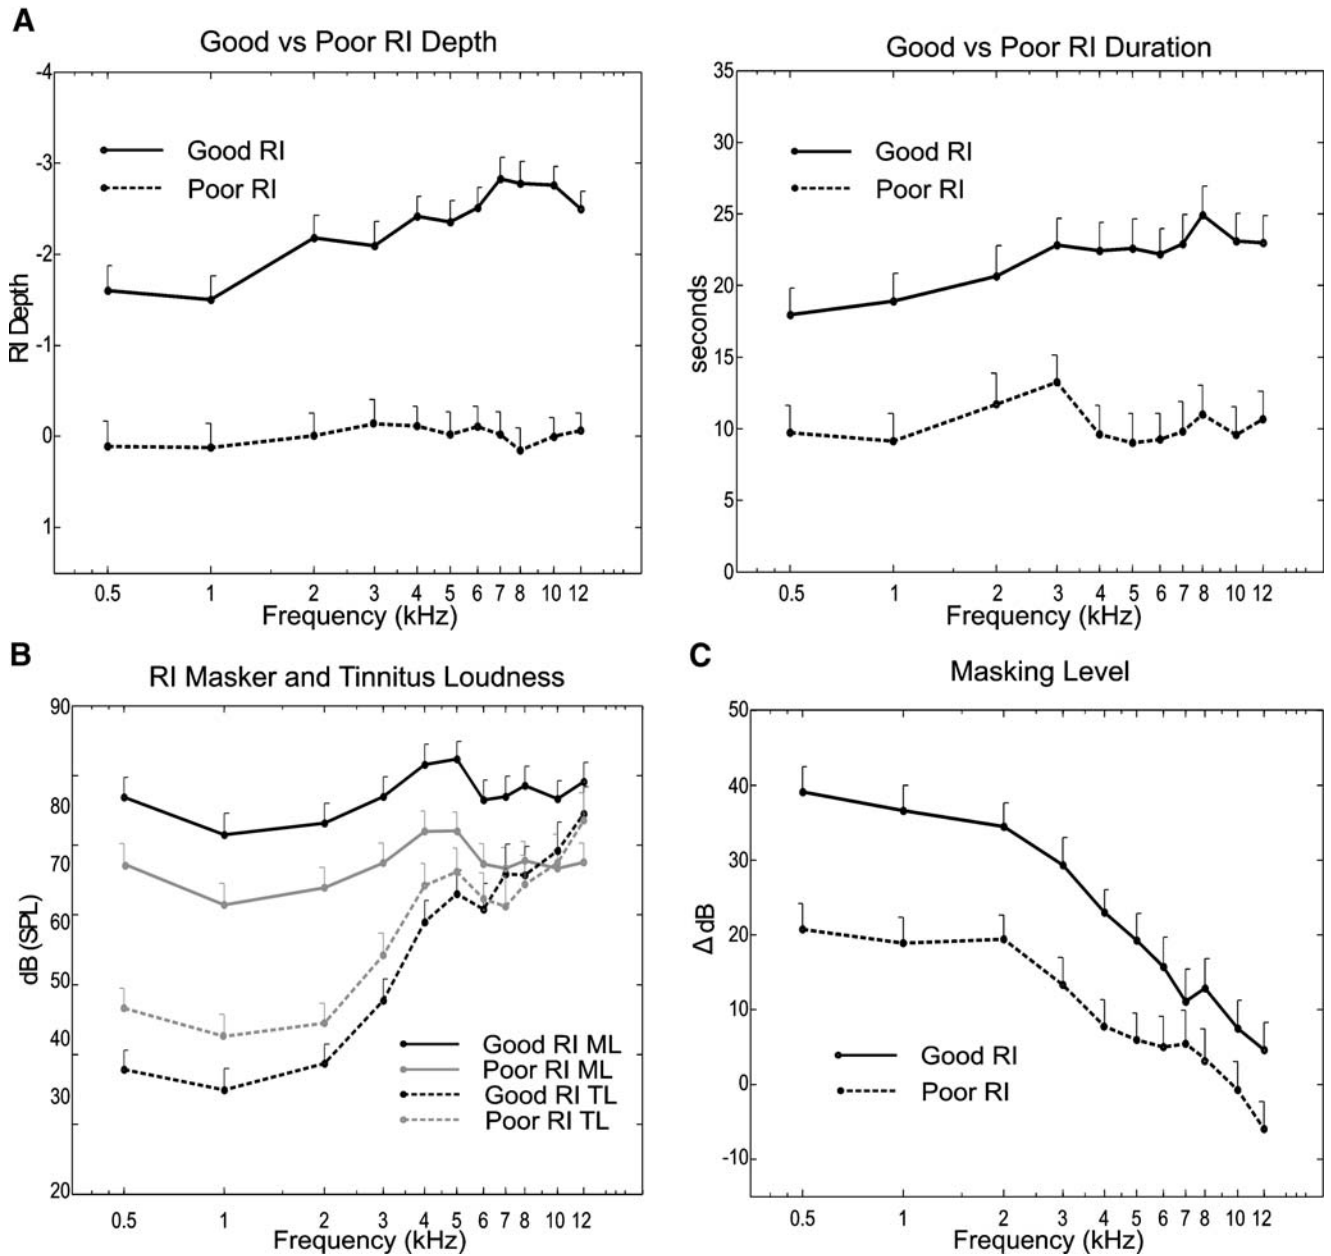 A
Good vs Poor RI Depth
-4
-3
-2
-1
0
1
RI Depth
Good RI
Poor RI
0.5 1 2 3 4 5 6 7 8 10 12
Frequency (kHz)
Good vs Poor RI Duration
35
30
25
20
15
10
5
0
seconds
Good RI
Poor RI
0.5 1 2 3 4 5 6 7 8 10 12
Frequency (kHz)
B
RI Masker and Tinnitus Loudness
90
80
70
60
50
40
30
20
dB (SPL)
Good RI ML
Poor RI ML
Good RI TL
Poor RI TL
0.5 1 2 3 4 5 6 7 8 10 12
Frequency (kHz)
C
Masking Level
50
40
30
20
10
0
-10
Δ dB
Good RI
Poor RI
0.5 1 2 3 4 5 6 7 8 10 12
Frequency (kHz)